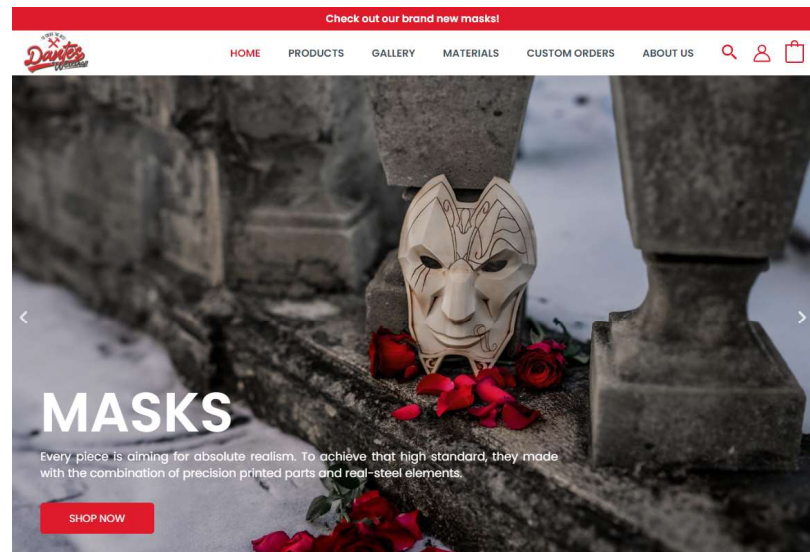 Check out our brand new masks!
Dantes
HOME PRODUCTS GALLERY MATERIALS CUSTOM ORDERS ABOUT US
MASKS
Every piece is aiming for absolute realism. To achieve that high standard, they made
with the combination of precision printed parts and real-steel elements.
SHOP NOW